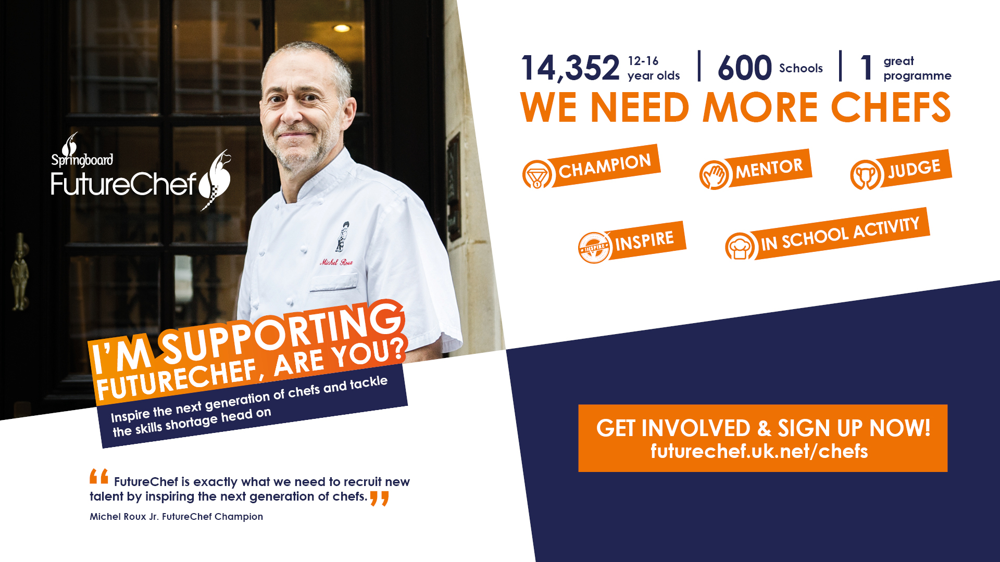 Springboard
FutureChef
Michel Roux
I'M SUPPORTING
FUTURECHEF, ARE YOU?
Inspire the next generation of chefs and tackle
the skills shortage head on
“ FutureChef is exactly what we need to recruit new
talent by inspiring the next generation of chefs. ”
Michel Roux Jr. FutureChef Champion
14,352 12-16 year olds | 600 Schools | 1 great programme
WE NEED MORE CHEFS
1 CHAMPION
MENTOR
JUDGE
INSPIRE INSPIRE
IN SCHOOL ACTIVITY
GET INVOLVED & SIGN UP NOW!
futurechef.uk.net/chefs